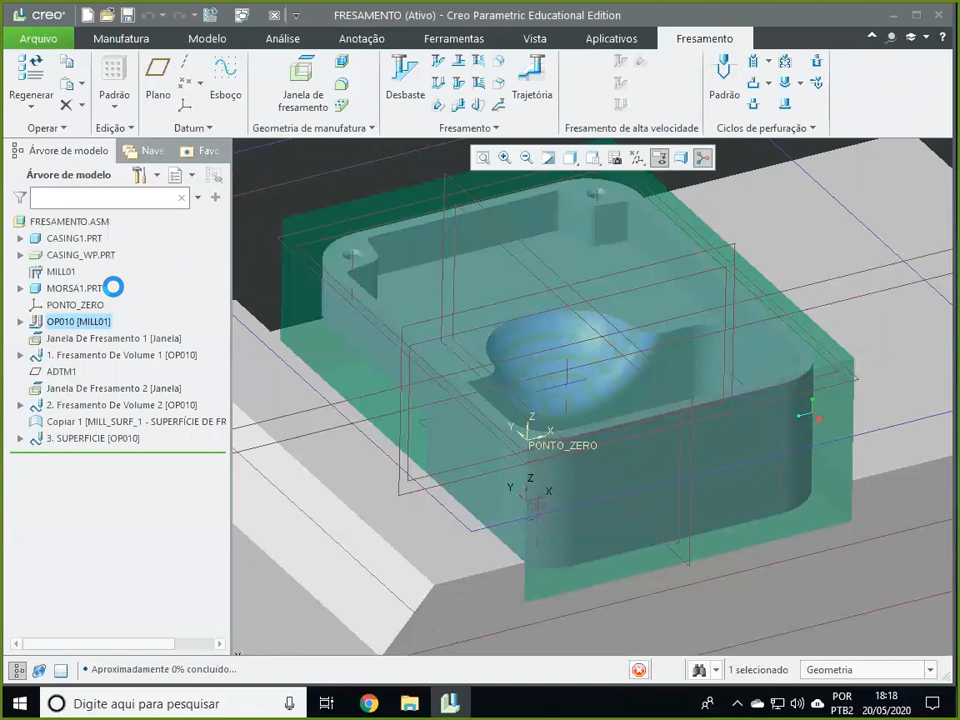 creo
FRESAMENTO (Ativo) - Creo Parametric Educational Edition
Arquivo
Manufatura
Modelo
Análise
Anotação
Ferramentas
Vista
Aplicativos
Fresamento
Regenerar
Padrão
Plano
Esboço
Janela de
fresamento
Desbaste
Trajetória
Padrão
Operar
Edição
Datum
Geometria de manufatura
Fresamento
Fresamento de alta velocidade
Ciclos de perfuração
Árvore de modelo
Nave
Favo
Árvore de modelo
FRESAMENTO.ASM
CASING1.PRT
CASING_WP.PRT
MILL01
MORSA1.PRT
PONTO_ZERO
OP010 [MILL01]
Janela De Fresamento 1 [Janela]
1. Fresamento De Volume 1 [OP010]
ADTM1
Janela De Fresamento 2 [Janela]
2. Fresamento De Volume 2 [OP010]
Copiar 1 [MILL_SURF_1 - SUPERFÍCIE DE FR
3. SUPERFICIE [OP010]
Z
Y X
PONTO_ZERO
Z
Y X
• Aproximadamente 0% concluído...
1 selecionado
Geometria
Digite aqui para pesquisar
POR
PTB2
18:18
20/05/2020